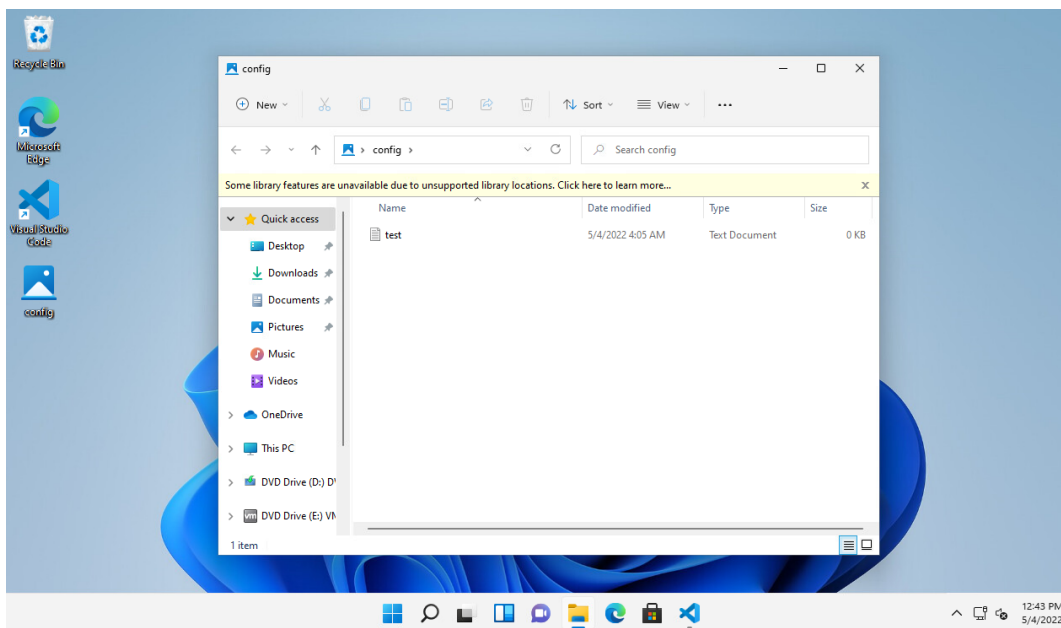 Recycle Bin
Microsoft
Edge
Visual Studio
Code
config
config
New
Sort
View
config
Search config
Some library features are unavailable due to unsupported library locations. Click here to learn more...
x
Name
Date modified
Type
Size
test
5/4/2022 4:05 AM
Text Document
0 KB
Quick access
Desktop
Downloads
Documents
Pictures
Music
Videos
OneDrive
This PC
DVD Drive (D:) D
DVD Drive (E:) VN
1 item
vm
12:43 PM
5/4/2022